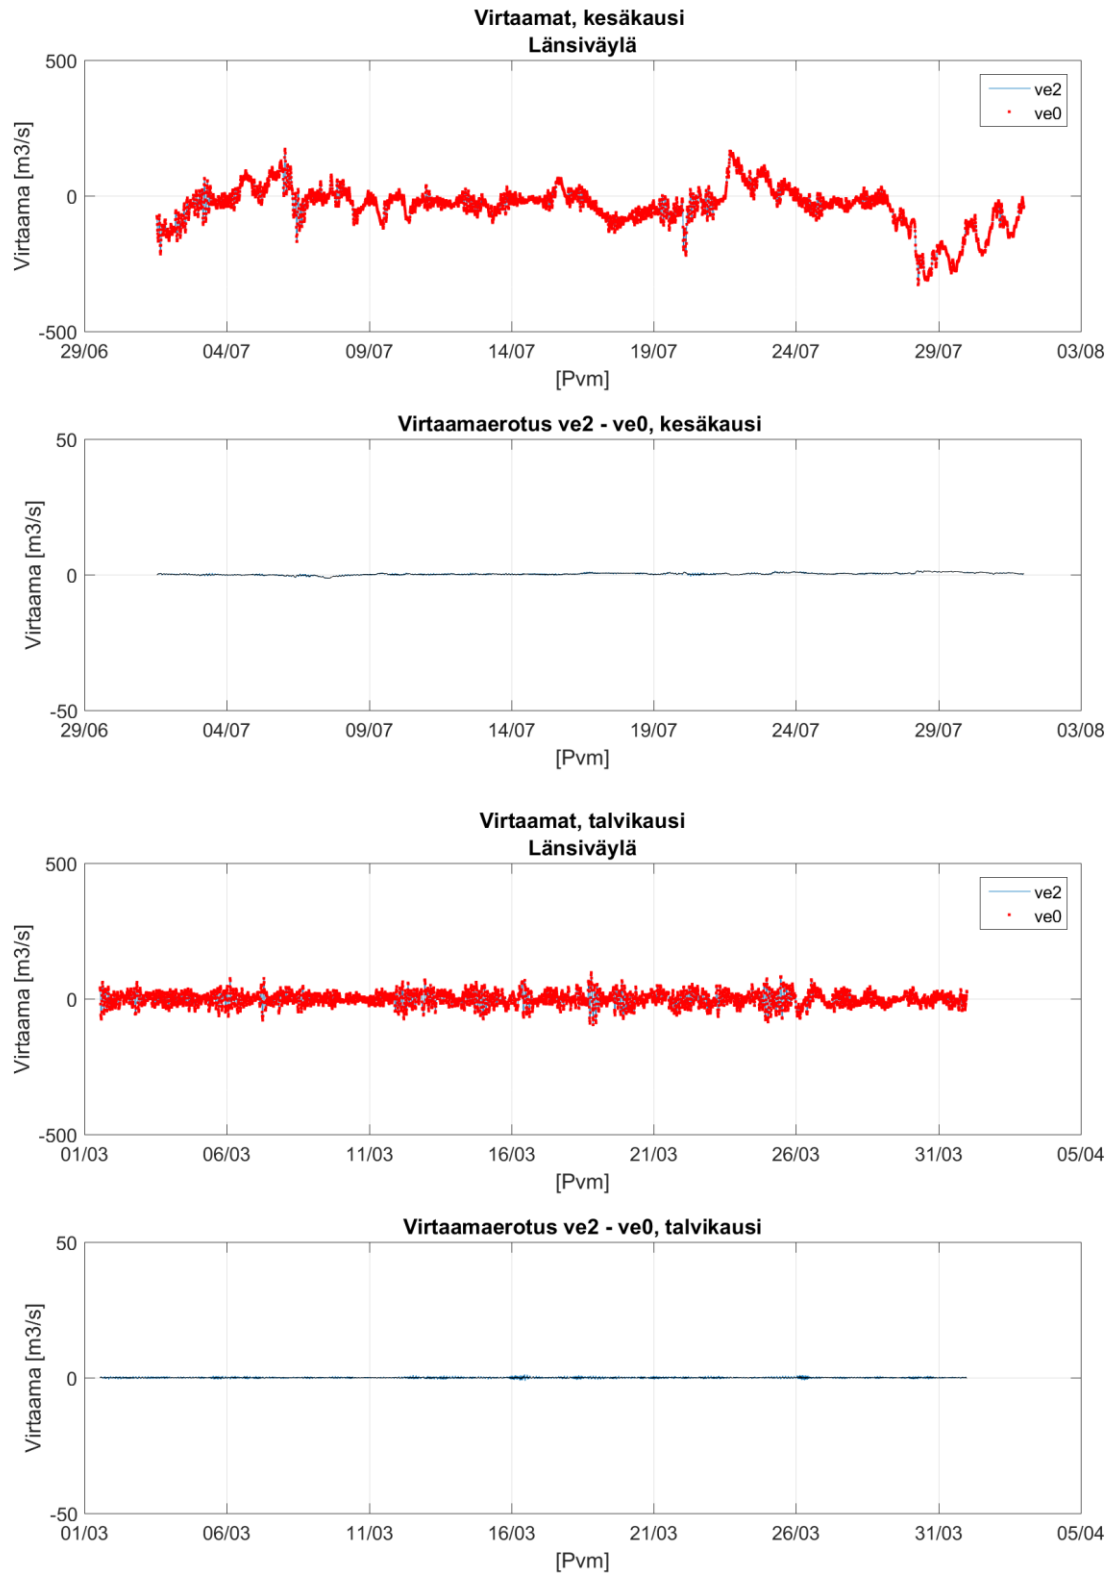 Virtaamat, kesäkausi
Länsiväylä
500
0
-500
Virtaama [m3/s]
ve2
ve0
29/06 04/07 09/07 14/07 19/07 24/07 29/07 03/08
[Pvm]
Virtaamaerotus ve2 - ve0, kesäkausi
50
0
-50
Virtaama [m3/s]
29/06 04/07 09/07 14/07 19/07 24/07 29/07 03/08
[Pvm]
Virtaamat, talvikausi
Länsiväylä
500
0
-500
Virtaama [m3/s]
ve2
ve0
01/03 06/03 11/03 16/03 21/03 26/03 31/03 05/04
[Pvm]
Virtaamaerotus ve2 - ve0, talvikausi
50
0
-50
Virtaama [m3/s]
01/03 06/03 11/03 16/03 21/03 26/03 31/03 05/04
[Pvm]